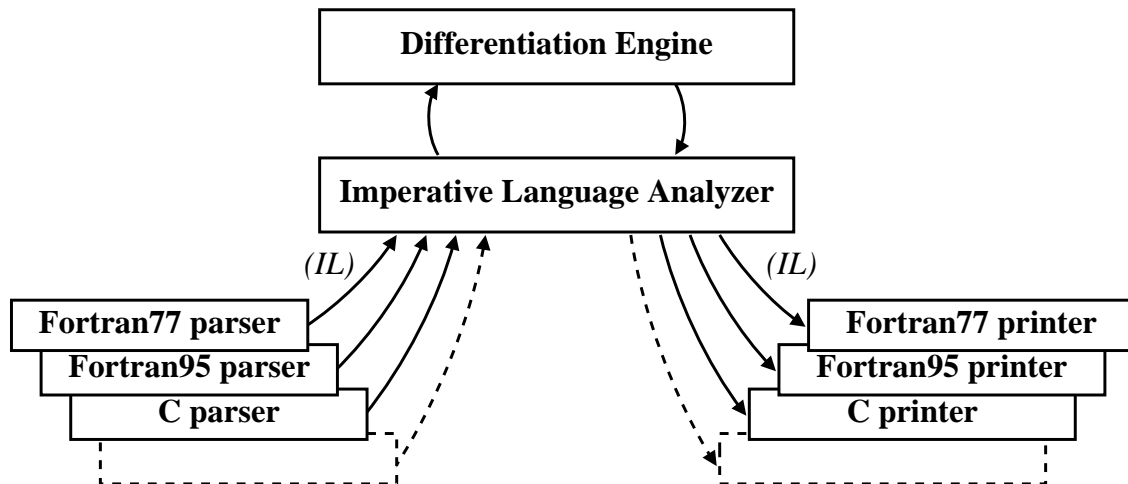 Differentiation Engine
Imperative Language Analyzer
(IL)
(IL)
Fortran77 parser
Fortran77 printer
Fortran95 parser
Fortran95 printer
C parser
C printer